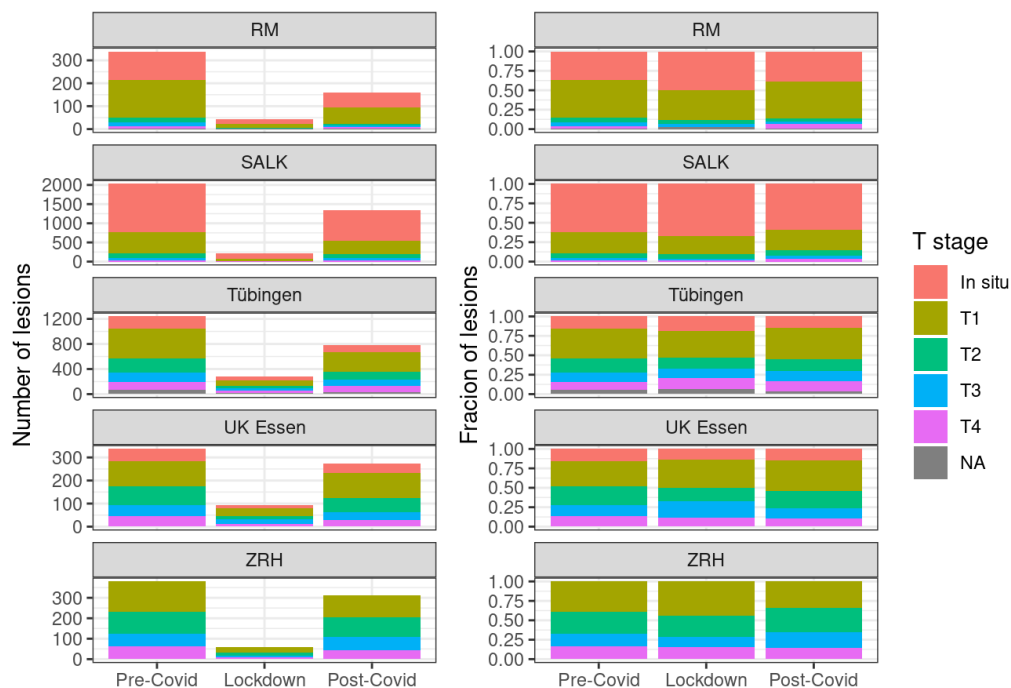 RM
300
200
100
0
SALK
2000
1500
1000
500
0
Tübingen
1200
800
400
0
UK Essen
300
200
100
0
ZRH
300
200
100
0
Pre-Covid Lockdown Post-Covid
Number of lesions
RM
1.00
0.75
0.50
0.25
0.00
SALK
1.00
0.75
0.50
0.25
0.00
Tübingen
1.00
0.75
0.50
0.25
0.00
UK Essen
1.00
0.75
0.50
0.25
0.00
ZRH
1.00
0.75
0.50
0.25
0.00
Pre-Covid Lockdown Post-Covid
Fracion of lesions
T stage
In situ
T1
T2
T3
T4
NA